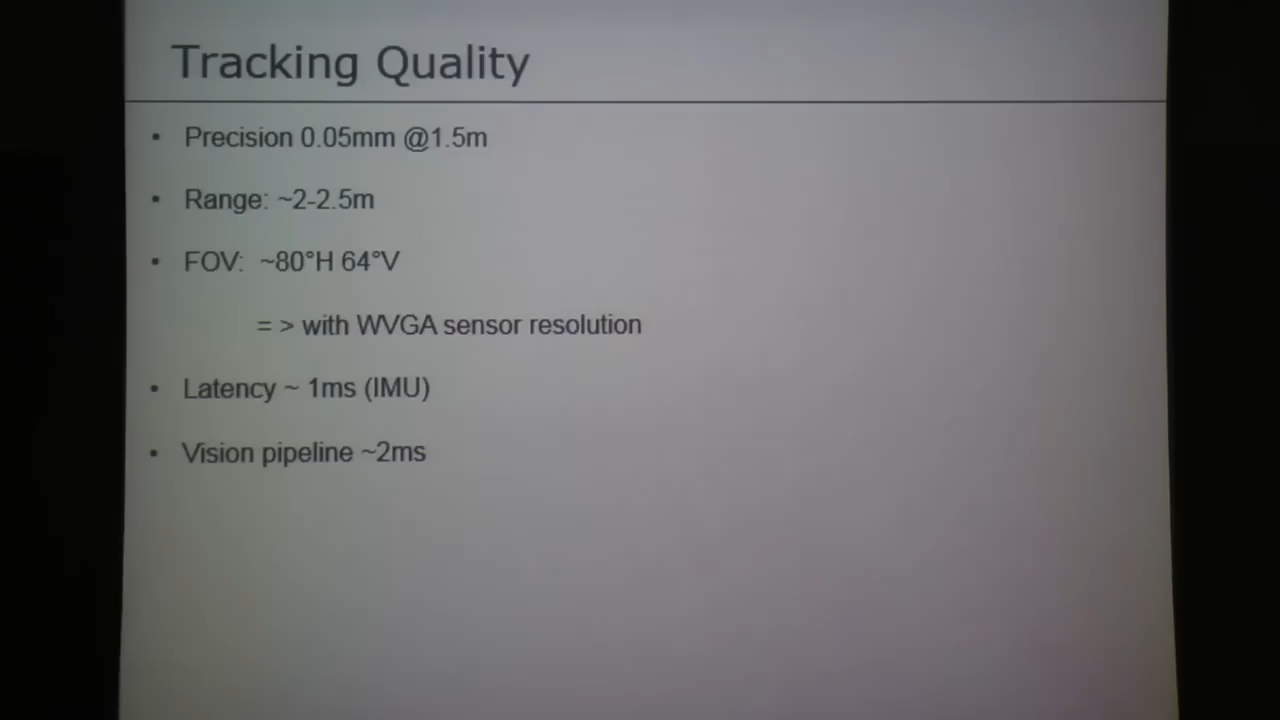 Tracking Quality
• Precision 0.05mm @1.5m
• Range: ~2-2.5m
• FOV: ~80°H 64°V
= > with WVGA sensor resolution
• Latency ~ 1ms (IMU)
• Vision pipeline ~2ms